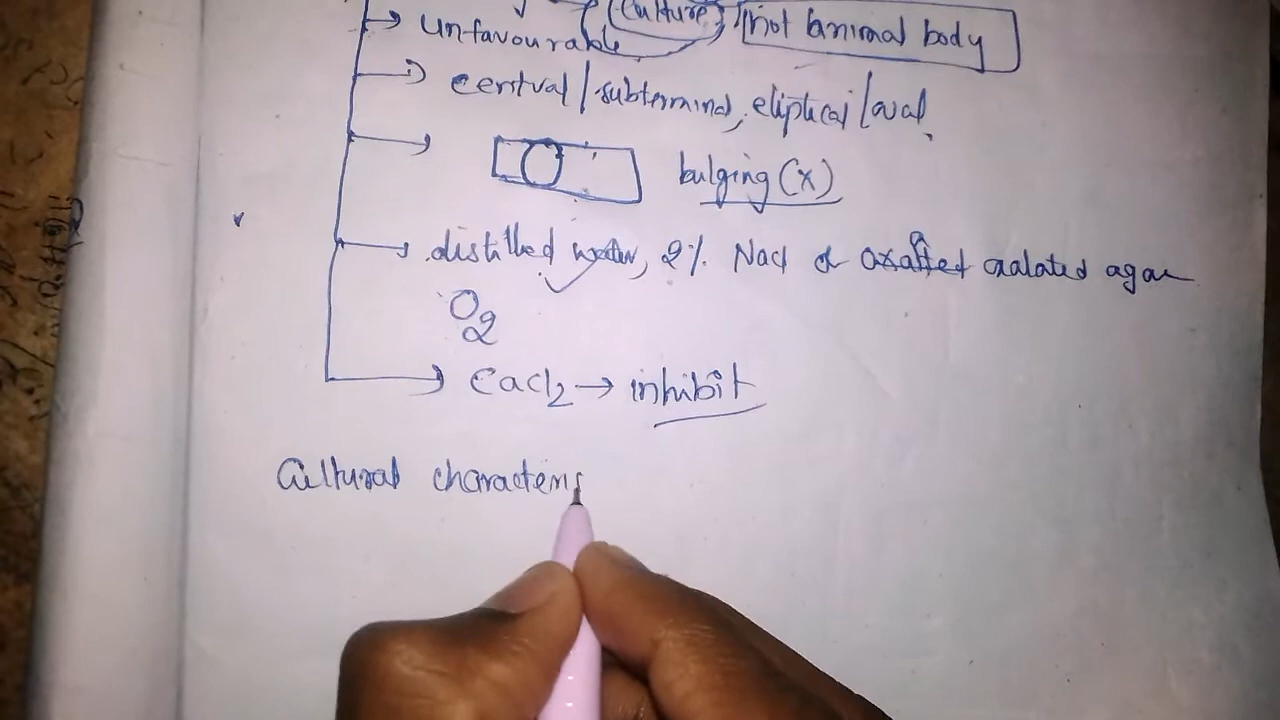 (culture) not animal body
unfavourable
central/subterminal, eliptical/oval
bulging (x)
distilled water, 2% Nacl or oxalated agar
O2
CaCl2 → inhibit
Cultural characters